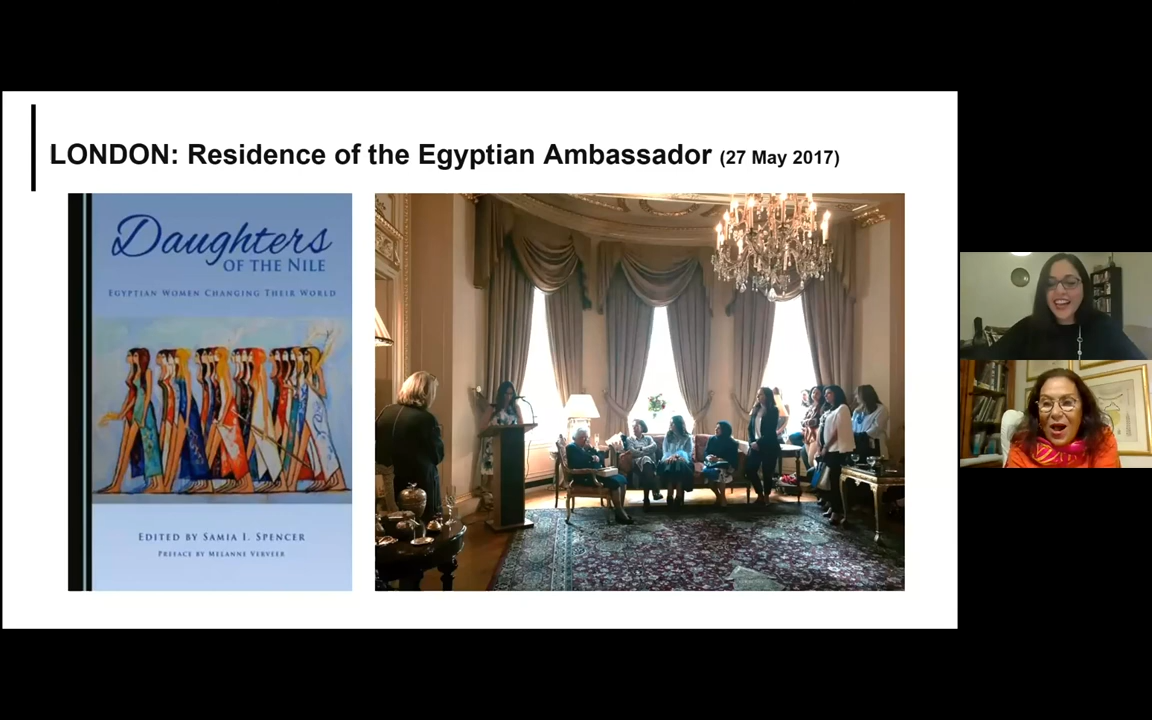 LONDON: Residence of the Egyptian Ambassador (27 May 2017)
Daughters
OF THE NILE
EGYPTIAN WOMEN CHANGING THEIR WORLD
EDITED BY SAMIA I. SPENCER
PREFACE BY MELANNE VERVEER